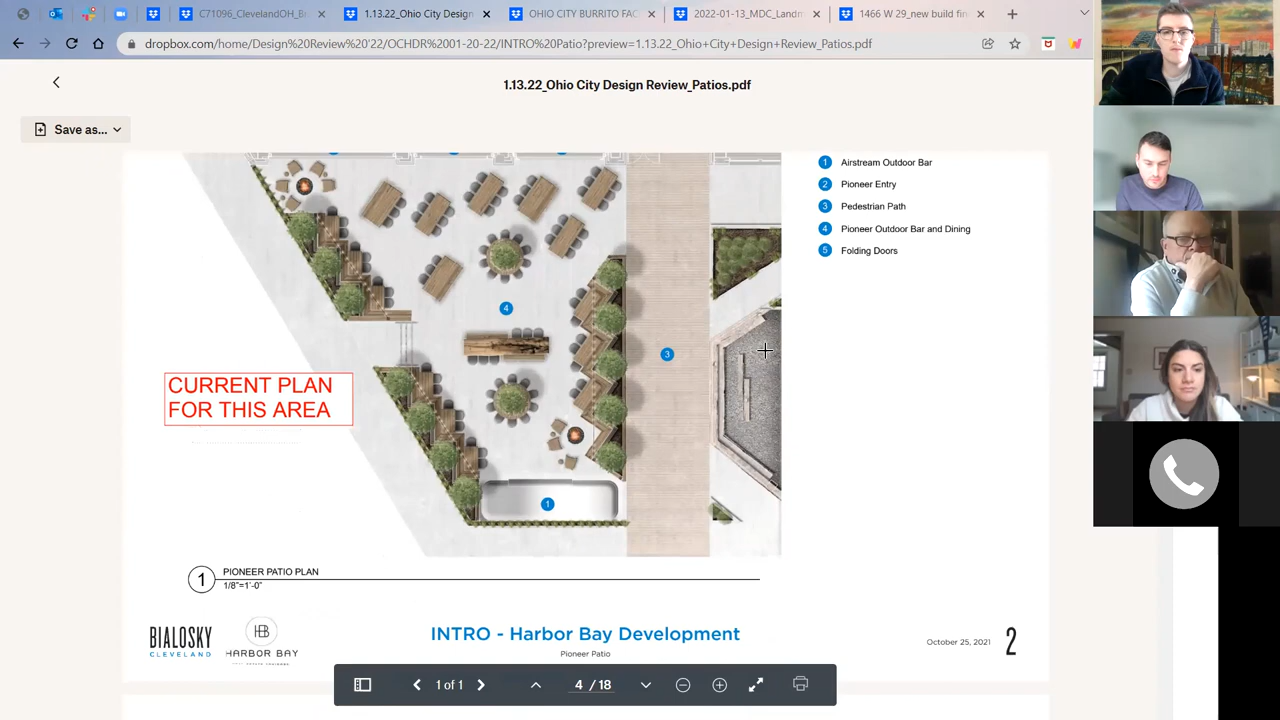 C71096_ClevelandOH_B
1.13.22_Ohio City Design
OHIO CITY BURRITO FAC
2022-01-13_MDC_Landm
1466 W 29_new build fin
dropbox.com/home/Design%20Review%20'22/OCHDR%2001-20-22/INTRO%20Patio?preview=1.13.22_Ohio+City+Design+Review_Patios.pdf
1.13.22_Ohio City Design Review_Patios.pdf
Save as...
1 Airstream Outdoor Bar
2 Pioneer Entry
3 Pedestrian Path
4 Pioneer Outdoor Bar and Dining
5 Folding Doors
4
3
CURRENT PLAN
FOR THIS AREA
1
1 PIONEER PATIO PLAN
1/8"=1'-0"
BIALOSKY
CLEVELAND
HB
HARBOR BAY
INTRO - Harbor Bay Development
Pioneer Patio
October 25, 2021
2
1 of 1
4 / 18